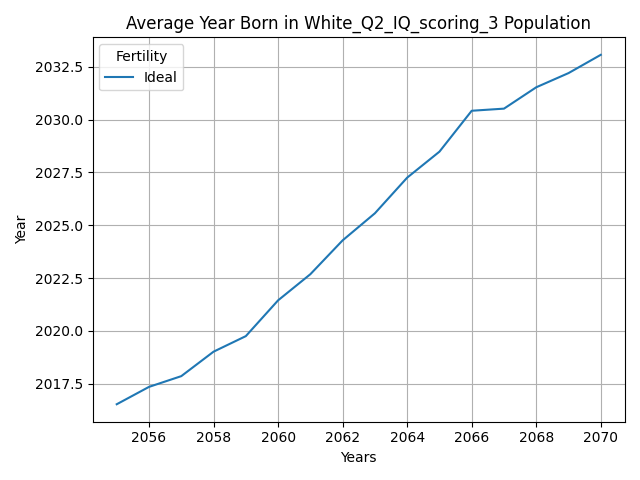 Average Year Born in White_Q2_IQ_scoring_3 Population
Fertility
Ideal
2032.5
2030.0
2027.5
2025.0
2022.5
2020.0
2017.5
Year
2056 2058 2060 2062 2064 2066 2068 2070
Years